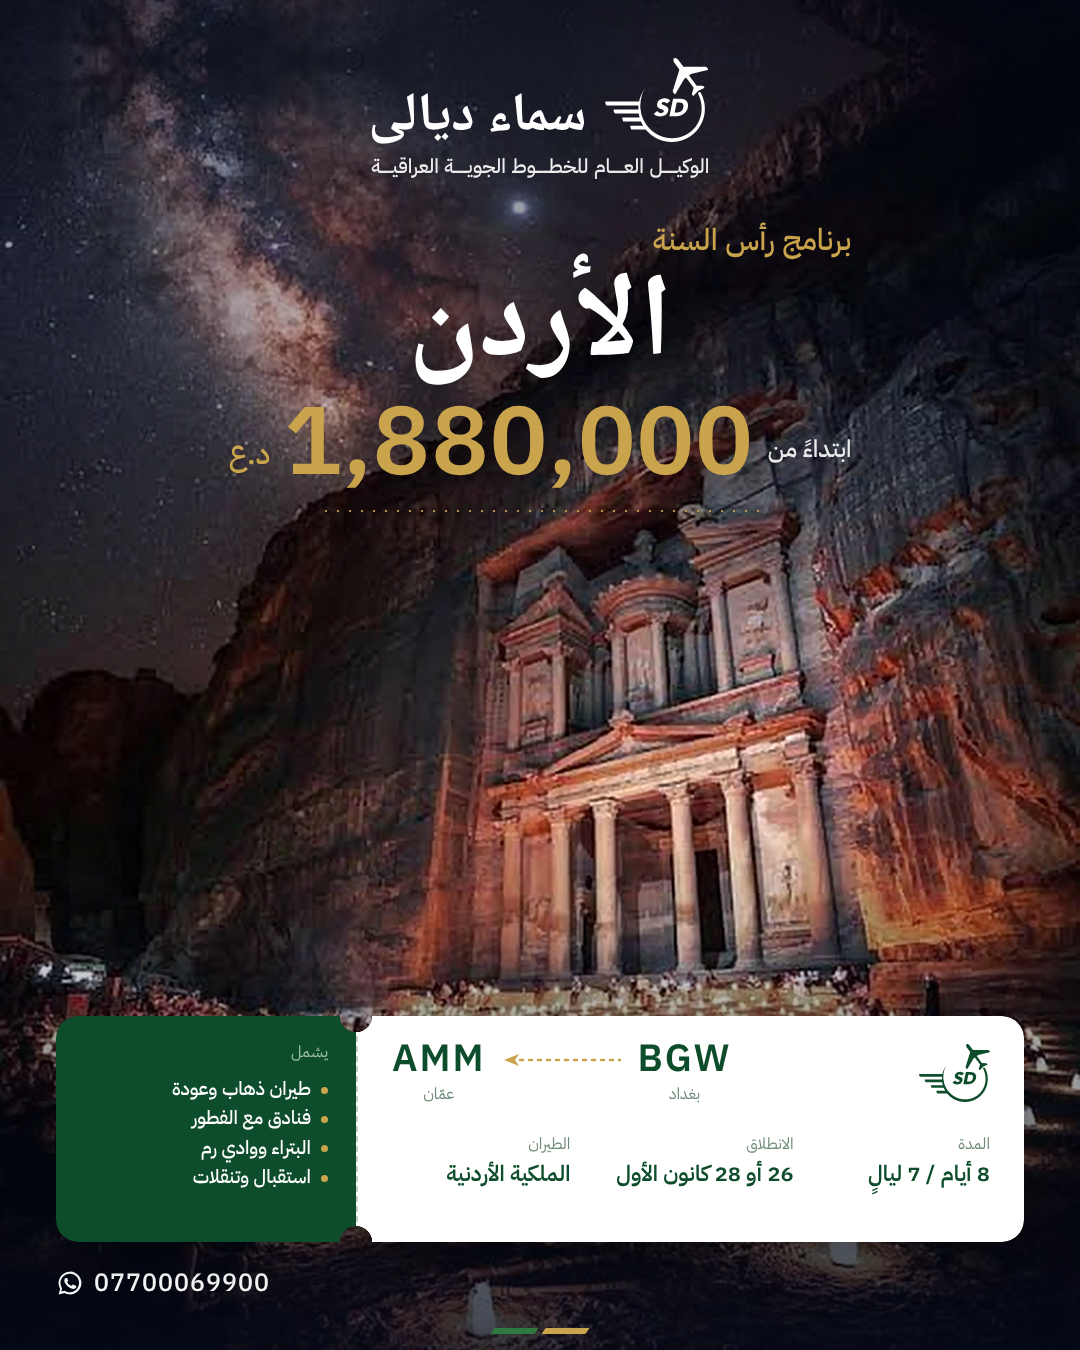 سماء ديالى
SD
الوكيـل العـام للخطـوط الجويـة العراقيـة
برنامج رأس السنة
الأردن
ابتداءً من 1,880,000 د.ع
SD
BGW
AMM
بغداد
عمّان
المدة
الانطلاق
الطيران
8 أيام / 7 ليالٍ
26 أو 28 كانون الأول
الملكية الأردنية
يشمل
طيران ذهاب وعودة
فنادق مع الفطور
البتراء ووادي رم
استقبال وتنقلات
07700069900